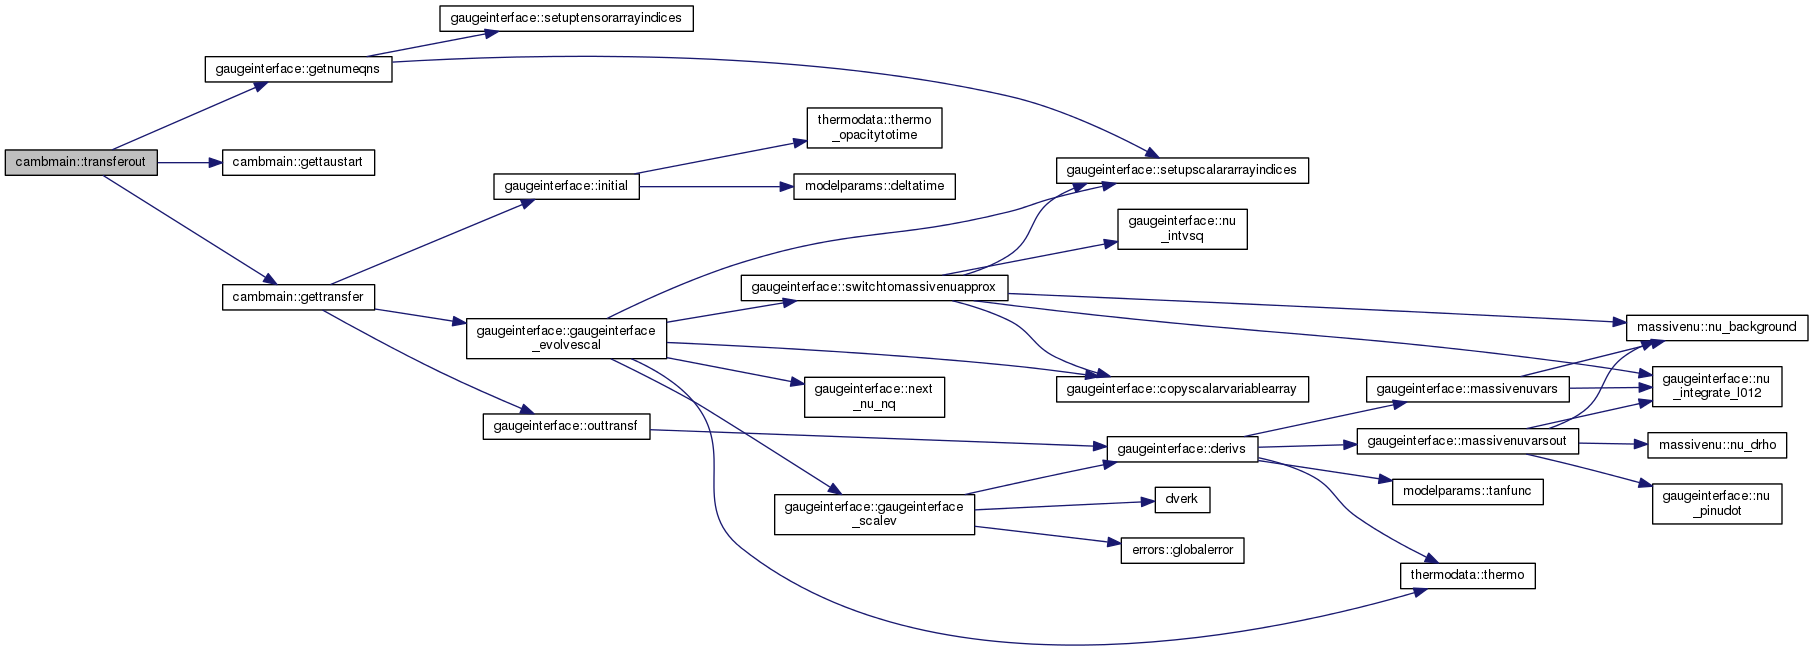 gaugeinterface::setuptensorarrayindices
gaugeinterface::getnumeqns
cambmain::transferout
cambmain::gettaustart
thermodata::thermo
_opacitytotime
gaugeinterface::setupscalararrayindices
gaugeinterface::initial
modelparams::deltatime
gaugeinterface::nu
_intvsq
cambmain::gettransfer
gaugeinterface::switchtomassivenuapprox
gaugeinterface::gaugeinterface
_evolvescal
massivenu::nu_background
gaugeinterface::next
_nu_nq
gaugeinterface::copyscalarvariablearray
gaugeinterface::massivenuvars
gaugeinterface::nu
_integrate_l012
gaugeinterface::outtransf
gaugeinterface::derivs
gaugeinterface::massivenuvarsout
massivenu::nu_drho
gaugeinterface::gaugeinterface
_scalev
dverk
modelparams::tanfunc
gaugeinterface::nu
_pinudot
errors::globalerror
thermodata::thermo